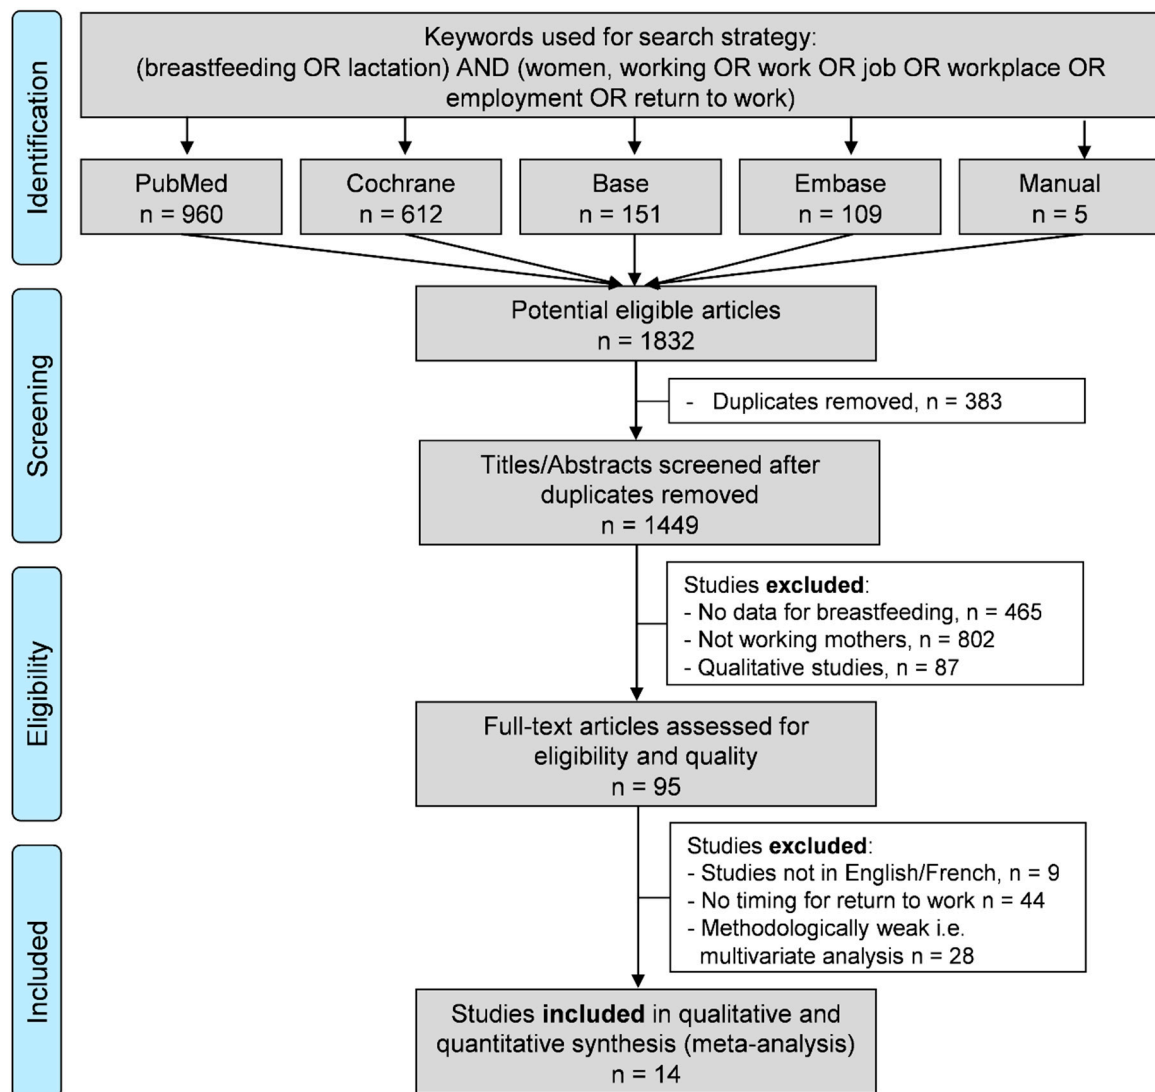 Identification
Keywords used for search strategy:
(breastfeeding OR lactation) AND (women, working OR work OR job OR workplace OR
employment OR return to work)
PubMed
n = 960
Cochrane
n = 612
Base
n = 151
Embase
n = 109
Manual
n = 5
Screening
Potential eligible articles
n = 1832
- Duplicates removed, n = 383
Titles/Abstracts screened after
duplicates removed
n = 1449
Eligibility
Studies excluded:
- No data for breastfeeding, n = 465
- Not working mothers, n = 802
- Qualitative studies, n = 87
Full-text articles assessed for
eligibility and quality
n = 95
Included
Studies excluded:
- Studies not in English/French, n = 9
- No timing for return to work n = 44
- Methodologically weak i.e.
multivariate analysis n = 28
Studies included in qualitative and
quantitative synthesis (meta-analysis)
n = 14